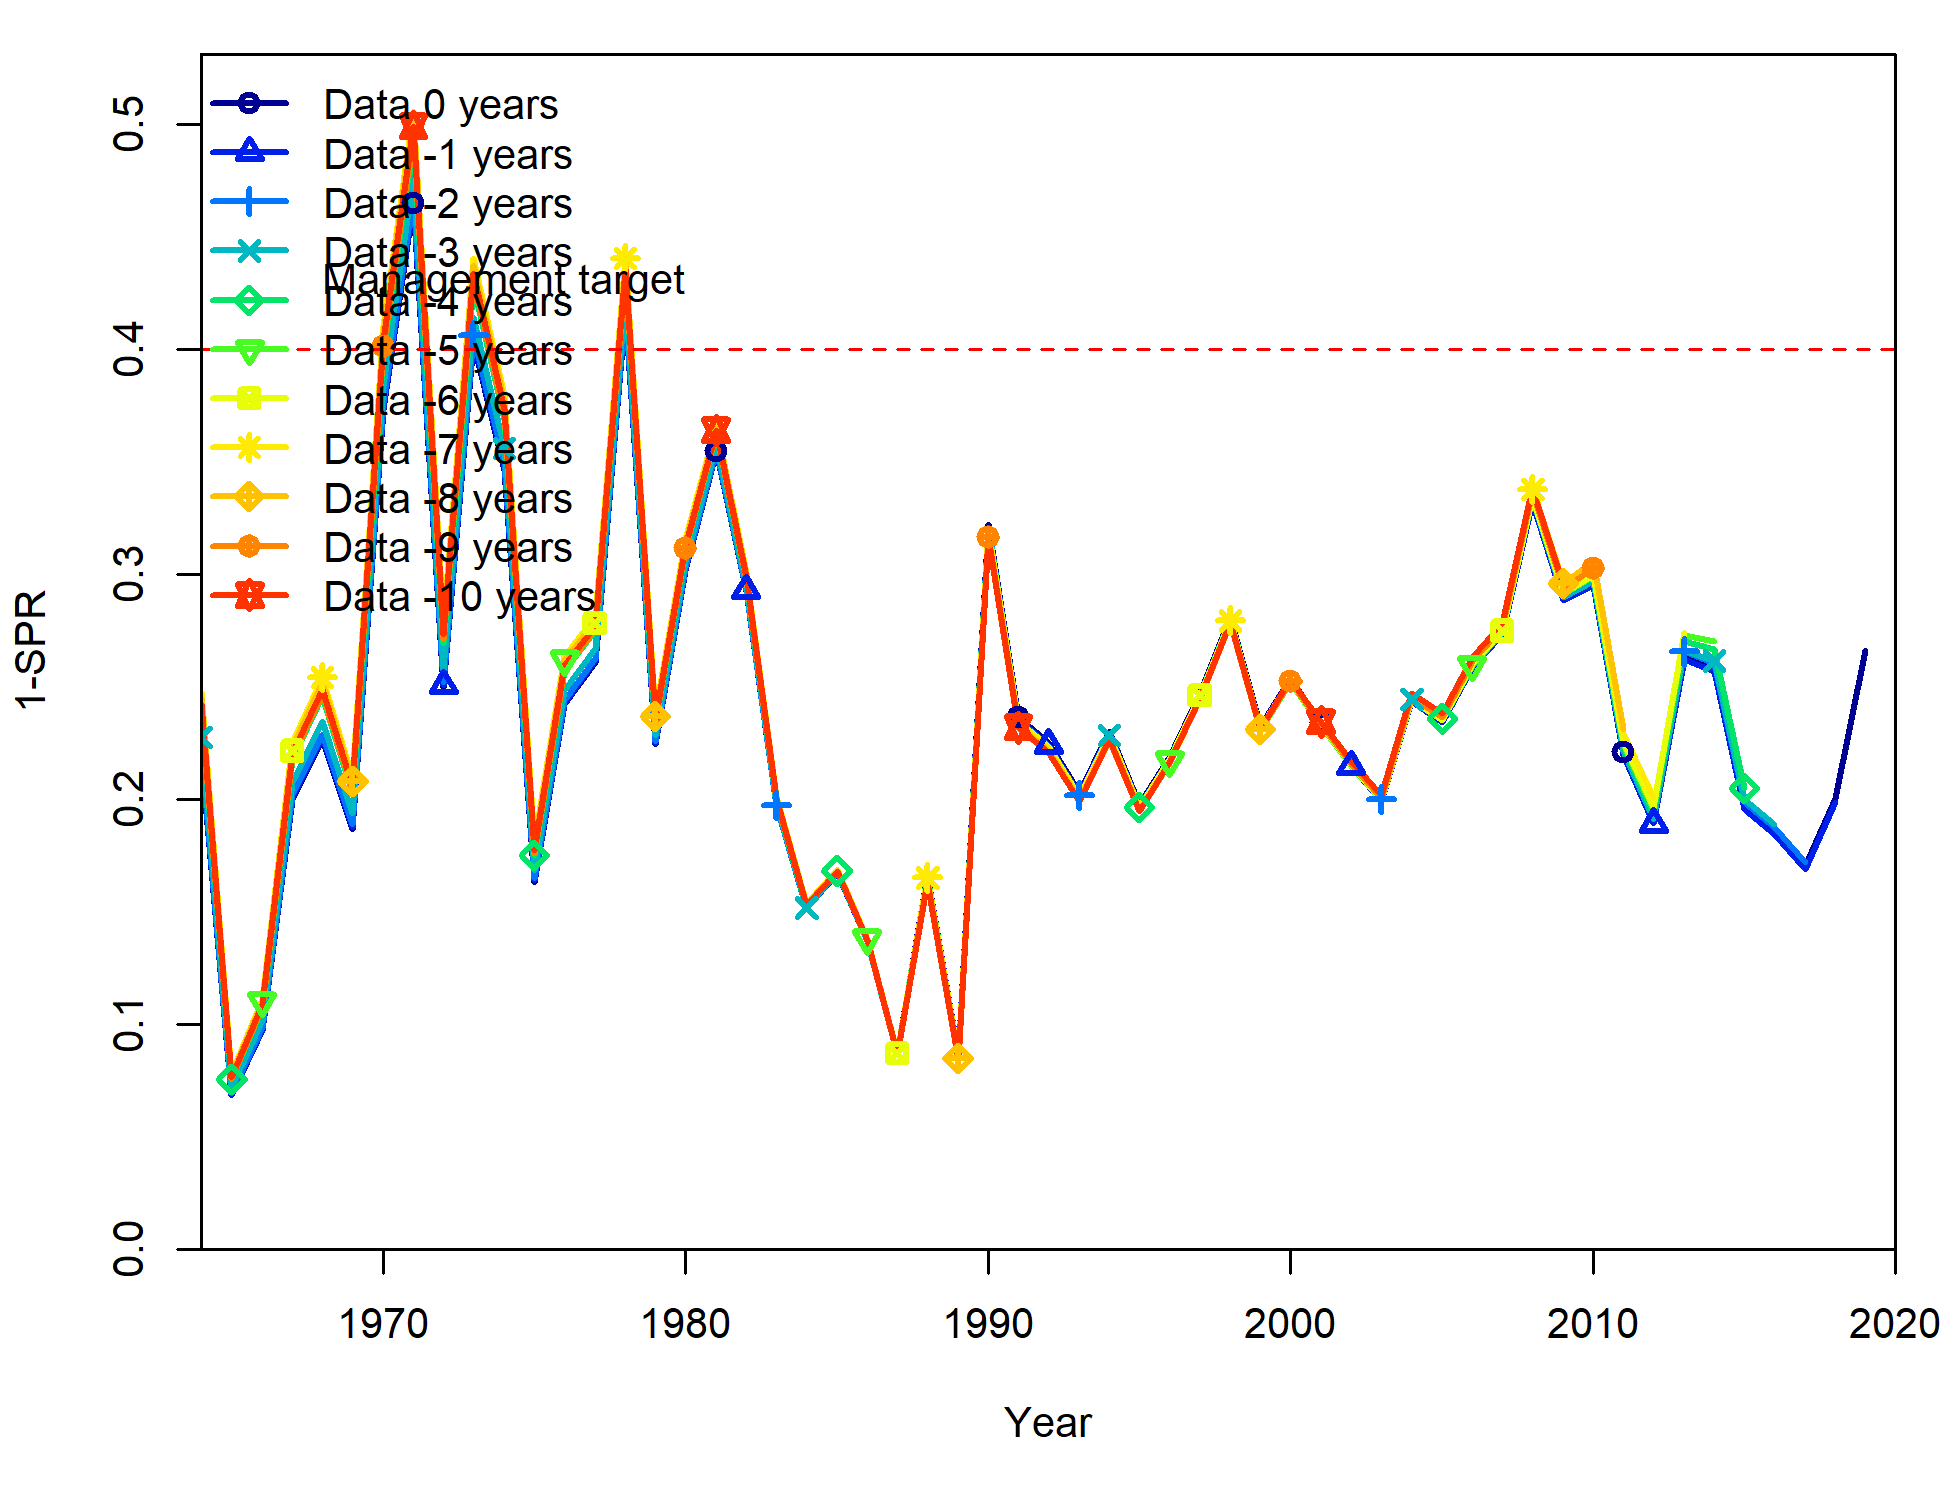 Data 0 years
Data -1 years
Data -2 years
Data -3 years
Management target
Data -4 years
Data -5 years
Data -6 years
Data -7 years
Data -8 years
Data -9 years
Data -10 years
0.5
0.4
0.3
0.2
0.1
0.0
1-SPR
1970 1980 1990 2000 2010 2020
Year